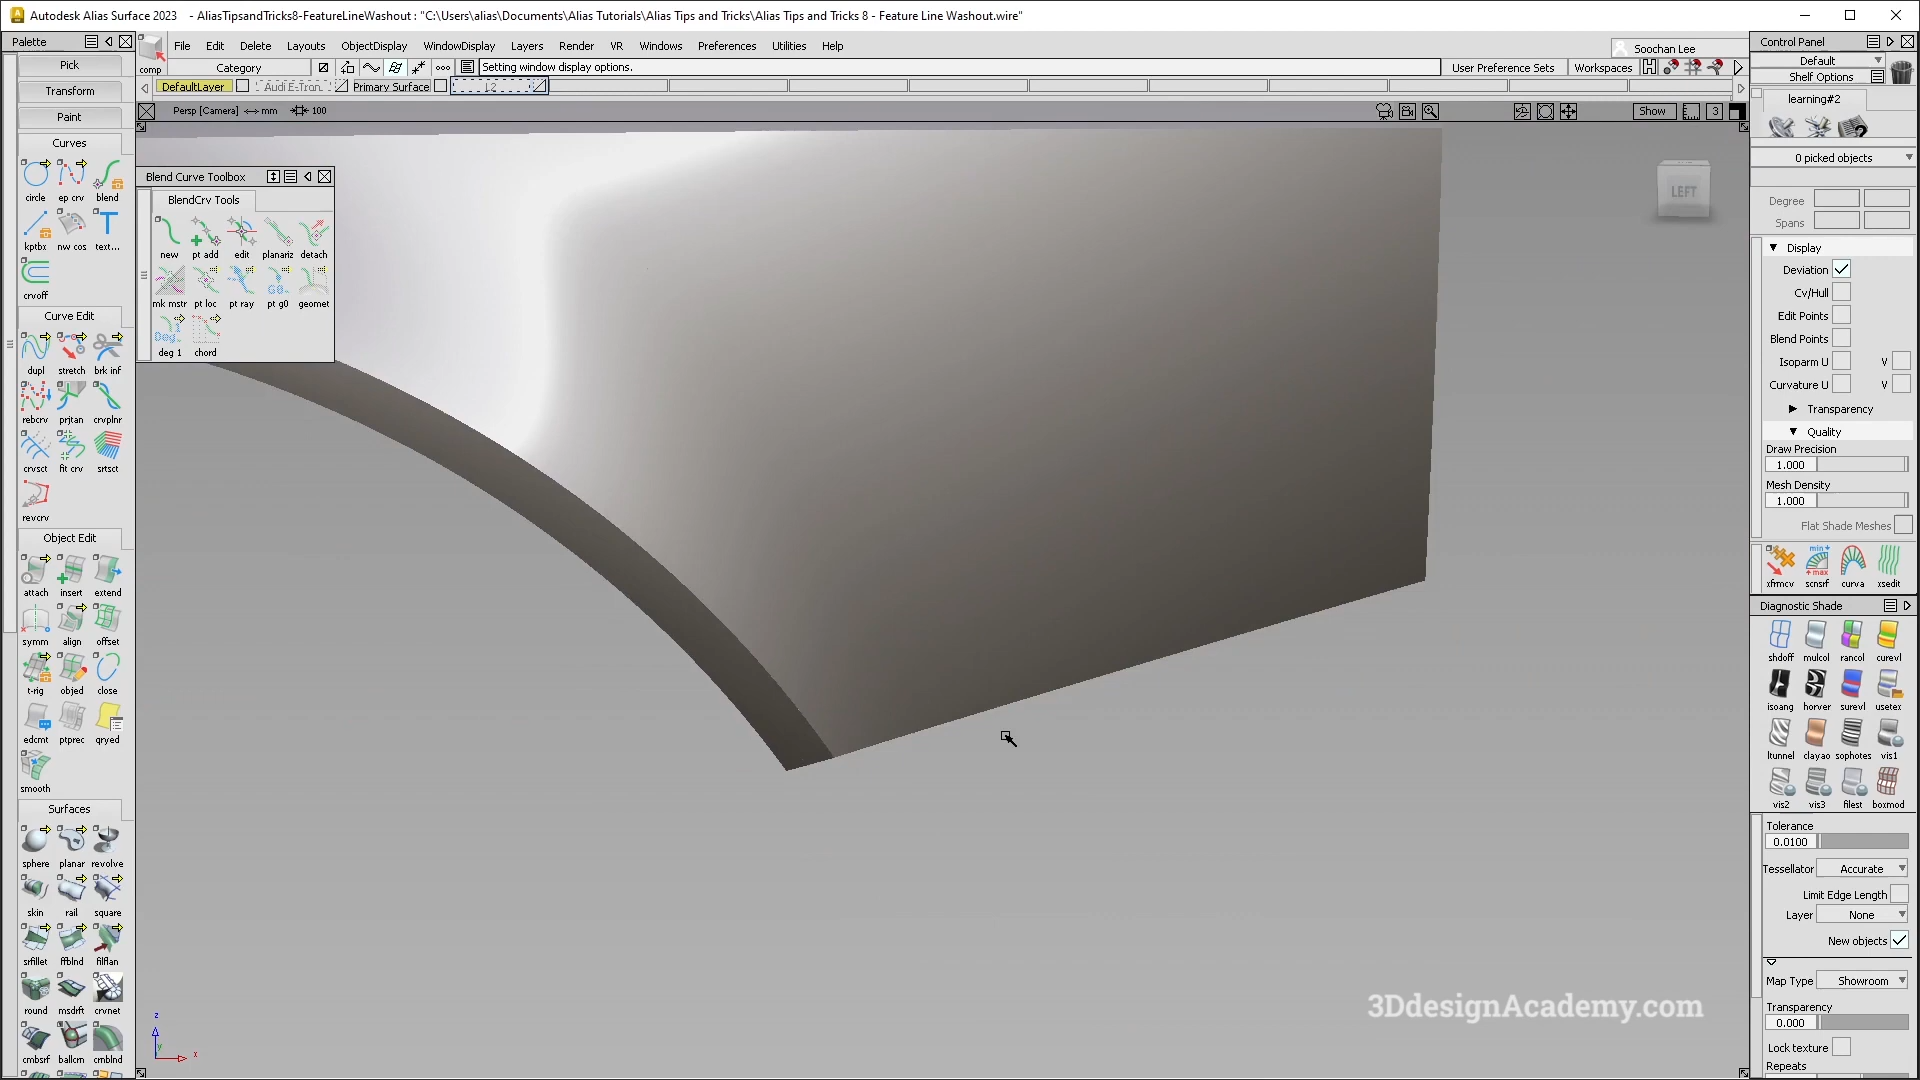 Autodesk Alias Surface 2023 - AliasTipsandTricks8-FeatureLineWashout : "C:\Users\alias\Documents\Alias Tutorials\Alias Tips and Tricks\Alias Tips and Tricks 8 - Feature Line Washout.wire"
Palette
File Edit Delete Layouts ObjectDisplay WindowDisplay Layers Render VR Windows Preferences Utilities Help
Soochan Lee
comp
Category
Setting window display options.
User Preference Sets
Workspaces
DefaultLayer
Audi E-Tron.
Primary Surface
L2
Persp [Camera] mm 100
Show
3
Pick
Transform
Paint
Curves
circle ep crv blend
kptbx nw cos text...
crvoff
Curve Edit
dupl stretch brk inf
rebcrv prjtan crvplnr
crvsct fit crv srtsct
revcrv
Object Edit
attach insert extend
symm align offset
t-rig objed close
edcmt ptprec qryed
smooth
Surfaces
sphere planar revolve
skin rail square
srfillet ffblnd filflan
round msdrft crvnet
cmbsrf ballcrn cmblnd
Blend Curve Toolbox
BlendCrv Tools
new pt add edit planariz detach
mk mstr pt loc pt ray pt g0 geomet
deg 1 chord
LEFT
z
y
x
3DdesignAcademy.com
Control Panel
Default
Shelf Options
learning#2
0 picked objects
Degree
Spans
Display
Deviation
Cv/Hull
Edit Points
Blend Points
Isoparm U V
Curvature U V
Transparency
Quality
Draw Precision
1.000
Mesh Density
1.000
Flat Shade Meshes
xfrmcv scnsrf curva xsedit
Diagnostic Shade
shdoff mulcol rancol curevl
isoang horver surevl usetex
ltunnel clayao sophotes vis1
vis2 vis3 filest boxmod
Tolerance
0.0100
Tessellator Accurate
Limit Edge Length
Layer None
New objects
Map Type Showroom
Transparency
0.000
Lock texture
Repeats